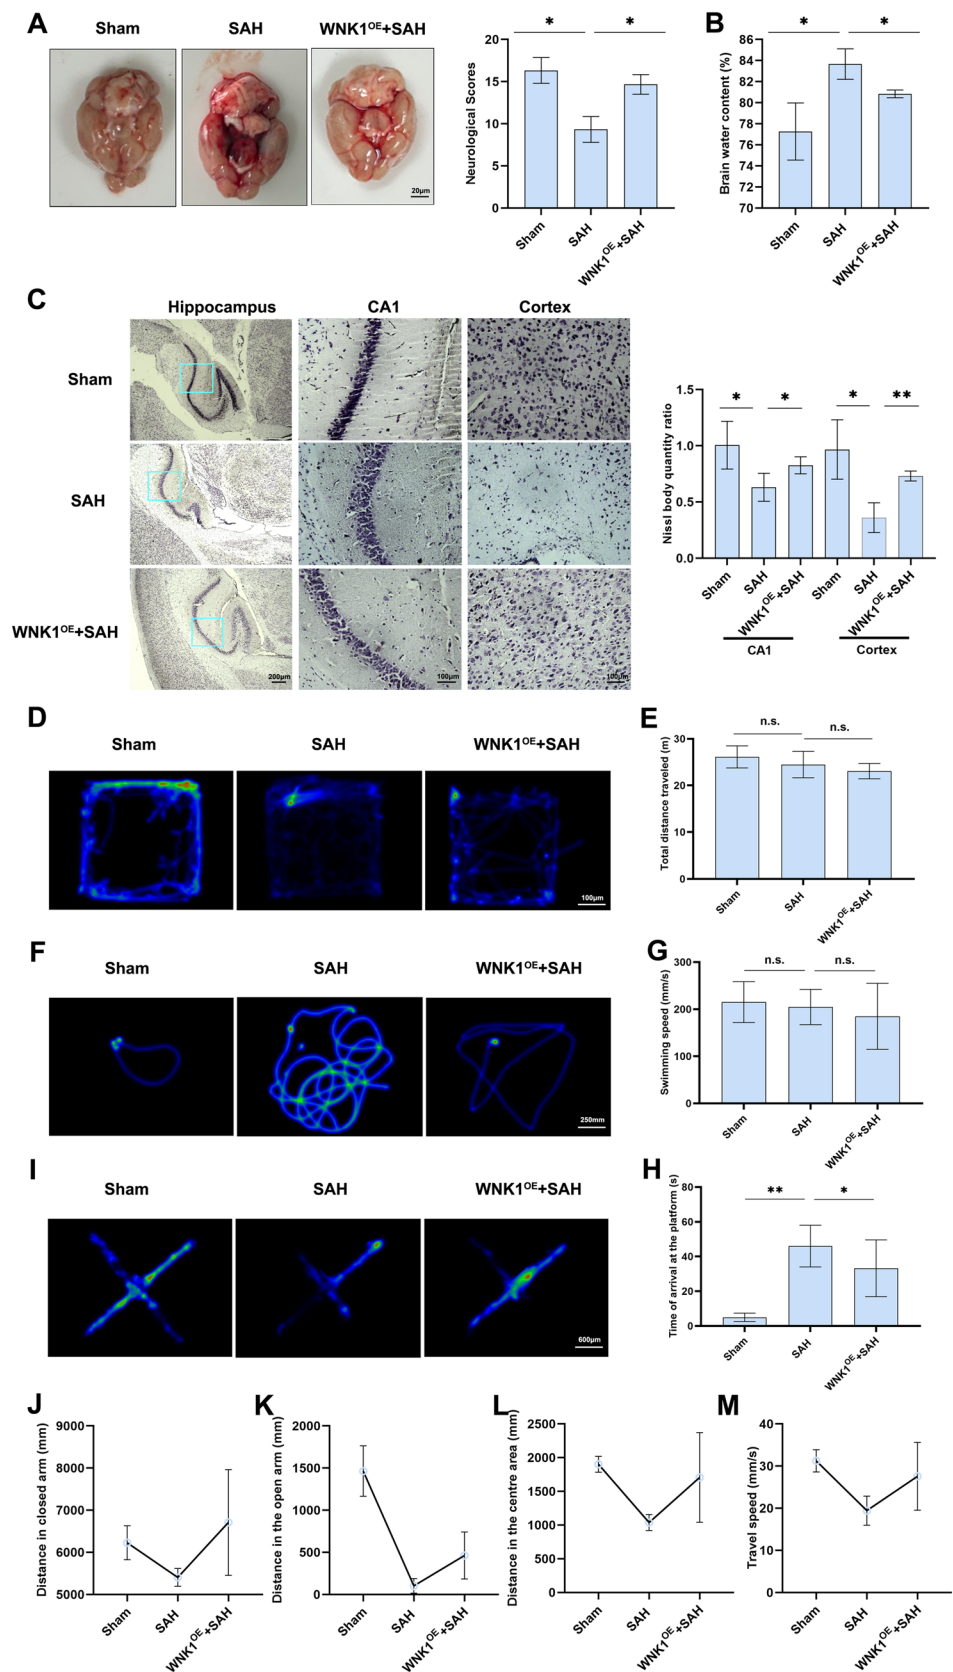 A
Sham
SAH
WNK1OE+SAH
20μm
Neurological Scores
20
15
10
5
0
*
*
Sham
SAH
WNK1OE+SAH
B
Brain water content (%)
86
84
82
80
78
76
74
72
70
*
*
Sham
SAH
WNK1OE+SAH
C
Hippocampus
CA1
Cortex
Sham
SAH
WNK1OE+SAH
200μm
100μm
100μm
Nissl body quantity ratio
1.5
1.0
0.5
0.0
*
*
*
**
Sham
SAH
WNK1OE+SAH
Sham
SAH
WNK1OE+SAH
CA1
Cortex
D
Sham
SAH
WNK1OE+SAH
100μm
E
Total distance traveled (m)
30
20
10
0
n.s.
n.s.
Sham
SAH
WNK1OE+SAH
F
Sham
SAH
WNK1OE+SAH
250mm
G
Swimming speed (mm/s)
300
200
100
0
n.s.
n.s.
Sham
SAH
WNK1OE+SAH
I
Sham
SAH
WNK1OE+SAH
600μm
H
Time of arrival at the platform (s)
80
60
40
20
0
**
*
Sham
SAH
WNK1OE+SAH
J
Distance in closed arm (mm)
9000
8000
7000
6000
5000
Sham
SAH
WNK1OE+SAH
K
Distance in the open arm (mm)
2000
1500
1000
500
0
Sham
SAH
WNK1OE+SAH
L
Distance in the centre area (mm)
2500
2000
1500
1000
500
0
Sham
SAH
WNK1OE+SAH
M
Travel speed (mm/s)
40
30
20
10
0
Sham
SAH
WNK1OE+SAH